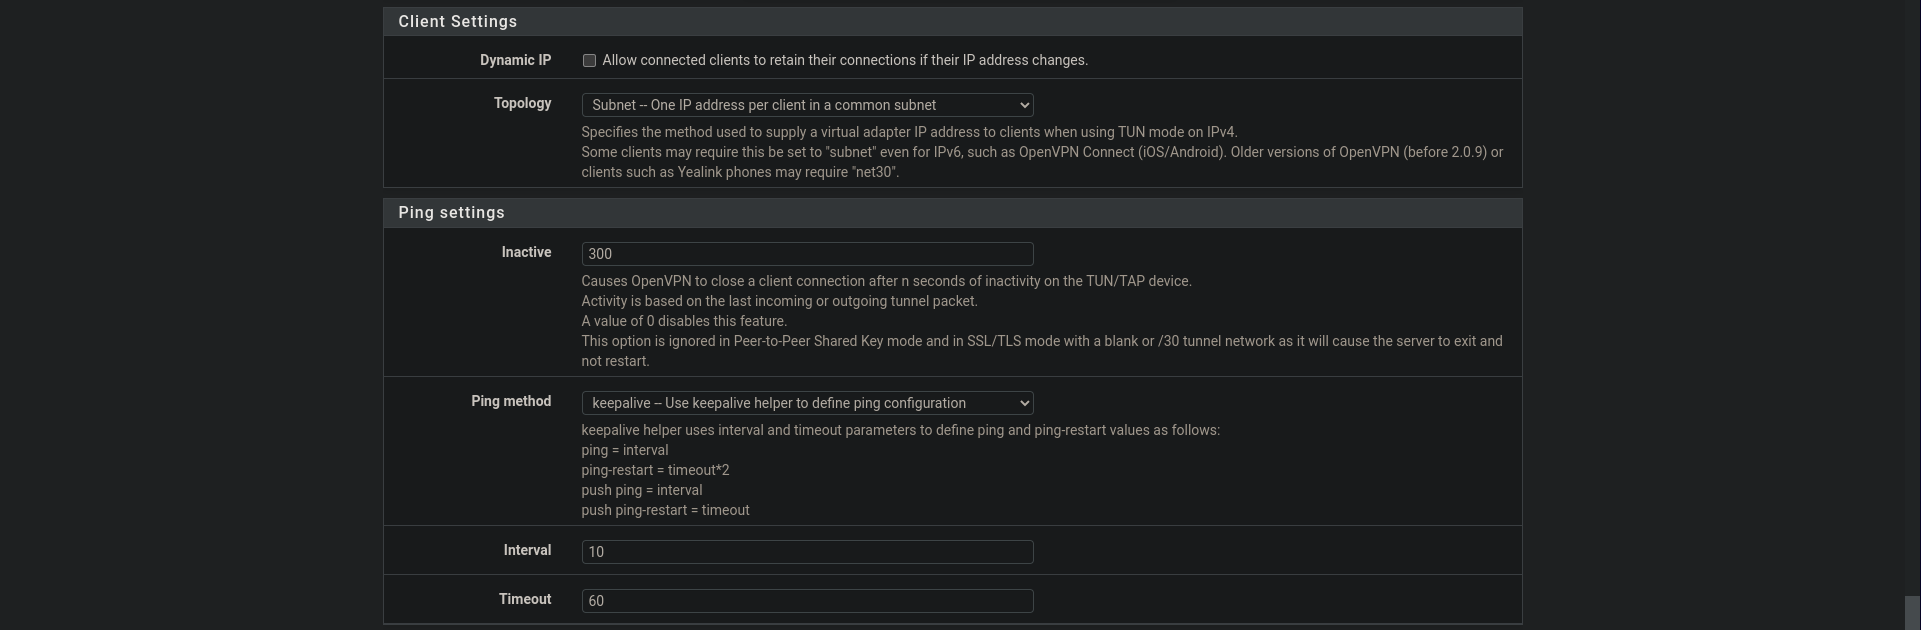 Client Settings
Dynamic IP
Allow connected clients to retain their connections if their IP address changes.
Topology
Subnet -- One IP address per client in a common subnet
Specifies the method used to supply a virtual adapter IP address to clients when using TUN mode on IPv4.
Some clients may require this be set to "subnet" even for IPv6, such as OpenVPN Connect (iOS/Android). Older versions of OpenVPN (before 2.0.9) or
clients such as Yealink phones may require "net30".
Ping settings
Inactive
300
Causes OpenVPN to close a client connection after n seconds of inactivity on the TUN/TAP device.
Activity is based on the last incoming or outgoing tunnel packet.
A value of 0 disables this feature.
This option is ignored in Peer-to-Peer Shared Key mode and in SSL/TLS mode with a blank or /30 tunnel network as it will cause the server to exit and
not restart.
Ping method
keepalive -- Use keepalive helper to define ping configuration
keepalive helper uses interval and timeout parameters to define ping and ping-restart values as follows:
ping = interval
ping-restart = timeout*2
push ping = interval
push ping-restart = timeout
Interval
10
Timeout
60